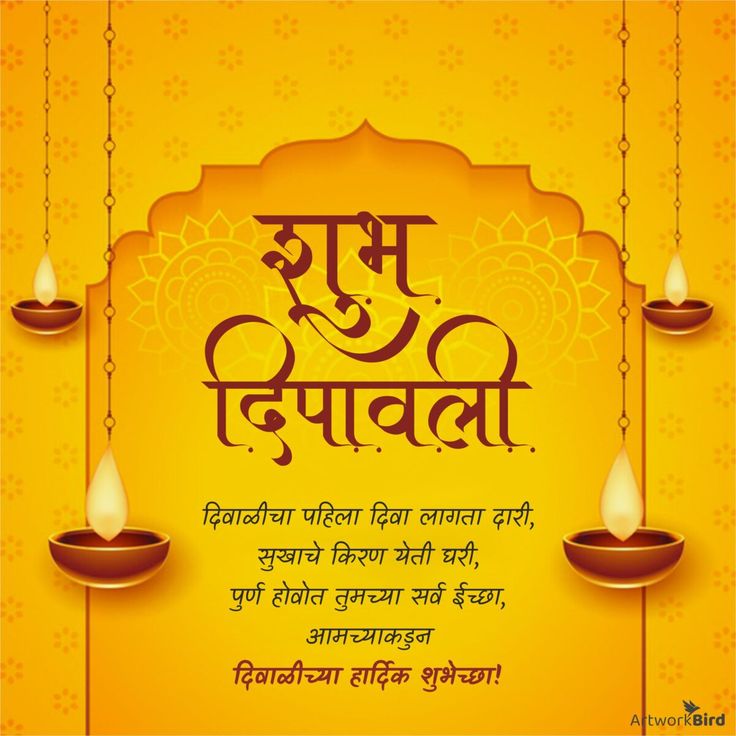 शुभ
दिपावली
दिवाळीचा पहिला दिवा लागता दारी,
सुखाचे किरण येती घरी,
पुर्ण होवोत तुमच्या सर्व ईच्छा,
आमच्याकडुन
दिवाळीच्या हार्दिक शुभेच्छा!
ArtworkBird